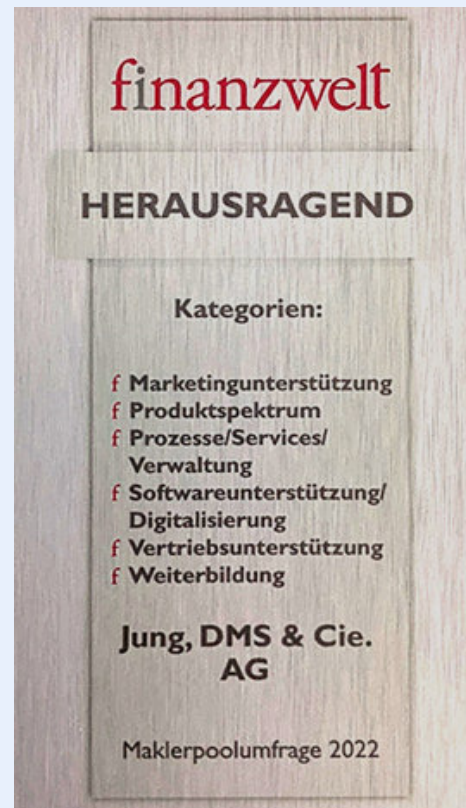 finanzwelt
HERAUSRAGEND
Kategorien:
f Marketingunterstützung
f Produktspektrum
f Prozesse/Services/
Verwaltung
f Softwareunterstützung/
Digitalisierung
f Vertriebsunterstützung
f Weiterbildung
Jung, DMS & Cie.
AG
Maklerpoolumfrage 2022